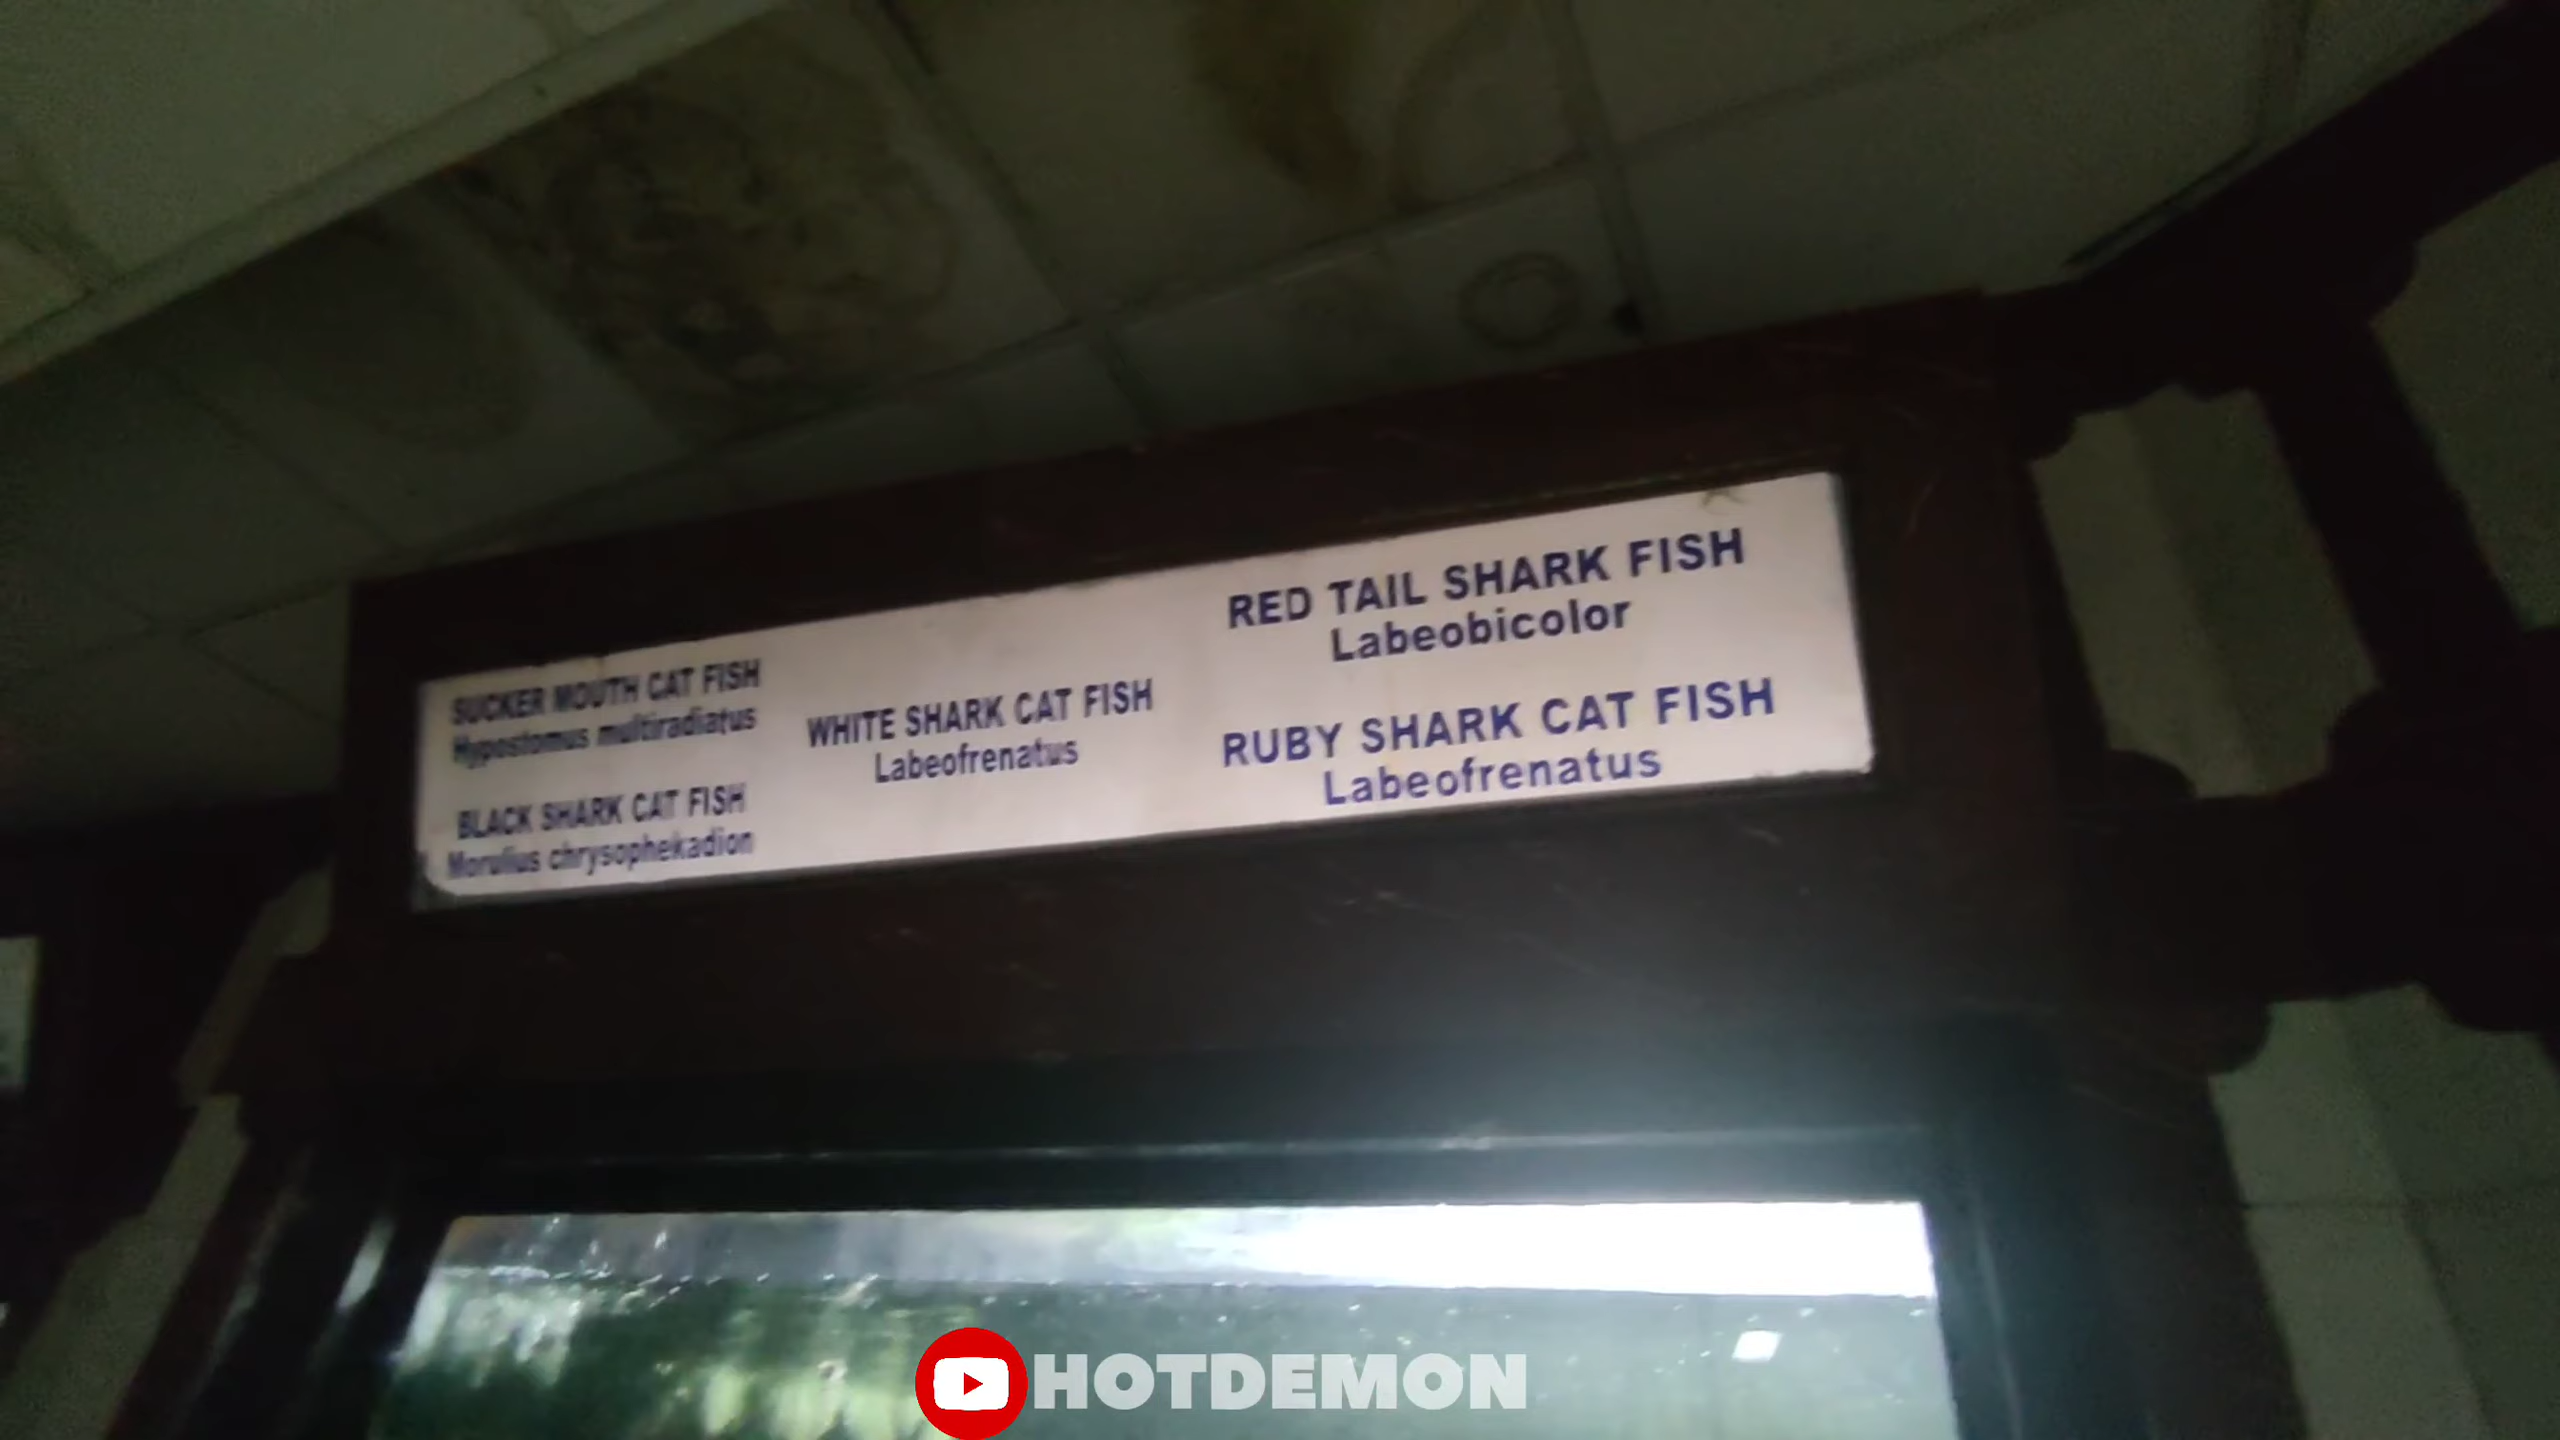 SUCKER MOUTH CAT FISH
Hypostomus multiradiatus
BLACK SHARK CAT FISH
Morulius chrysophekadion
WHITE SHARK CAT FISH
Labeofrenatus
RED TAIL SHARK FISH
Labeobicolor
RUBY SHARK CAT FISH
Labeofrenatus
HOTDEMON